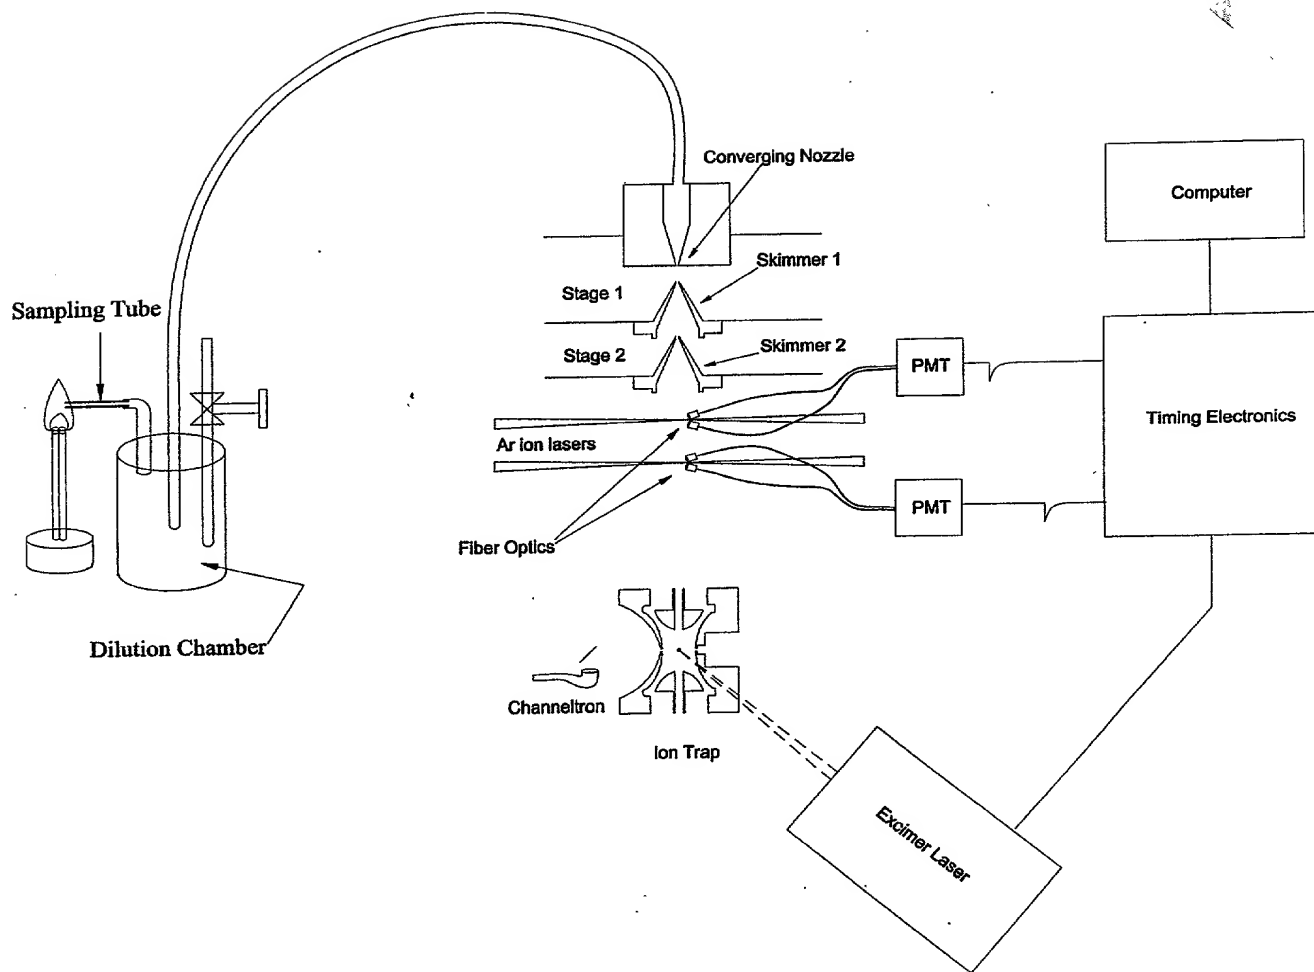 Converging Nozzle
Computer
Skimmer 1
Stage 1
Sampling Tube
Skimmer 2
Stage 2
PMT
Timing Electronics
Ar ion lasers
PMT
Fiber Optics
Dilution Chamber
Channeltron
Ion Trap
Excimer Laser